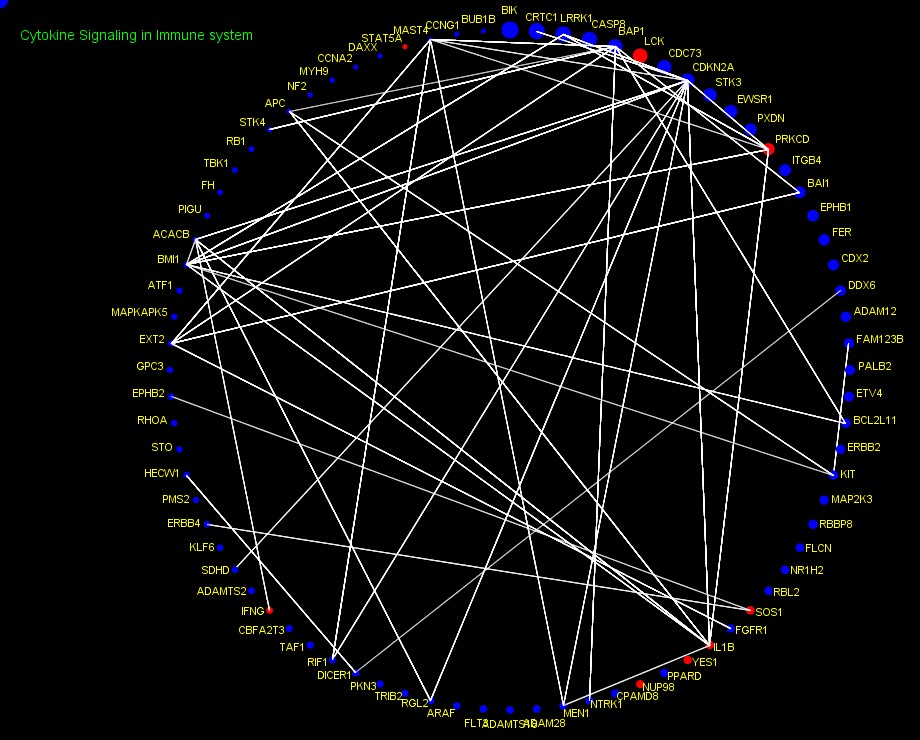 Cytokine Signaling in Immune system
BIK
CRTC1
LRRK1
CASP8
BAP1
LCK
CDC73
CDKN2A
STK3
EWSR1
PXDN
PRKCD
ITGB4
BAI1
EPHB1
FER
CDX2
DDX6
ADAM12
FAM123B
PALB2
ETV4
BCL2L11
ERBB2
KIT
MAP2K3
RBBP8
FLCN
NR1H2
RBL2
SOS1
FGFR1
IL1B
YES1
PPARD
NUP98
CPAMD8
NTRK1
MEN1
ADAM28
FLT3
ARAF
RGL2
TRIB2
PKN3
DICER1
RIF1
TAF1
CBFA2T3
IFNG
ADAMTS2
SDHD
KLF6
ERBB4
PMS2
HECW1
STO
RHOA
EPHB2
GPC3
EXT2
MAPKAPK5
ATF1
BMI1
ACACB
PIGU
FH
TBK1
RB1
STK4
APC
NF2
MYH9
CCNA2
DAXX
STAT5A
MAST4
CCNG1
BUB1B